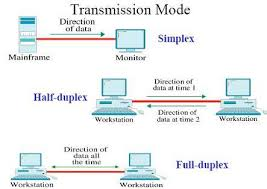 Transmission Mode
Direction
of data
Simplex
Mainframe
Monitor
Direction of
data at time 1
Half-duplex
Direction of
data at time 2
Workstation
Workstation
Direction of data all
the time
Full-duplex
Workstation
Workstation